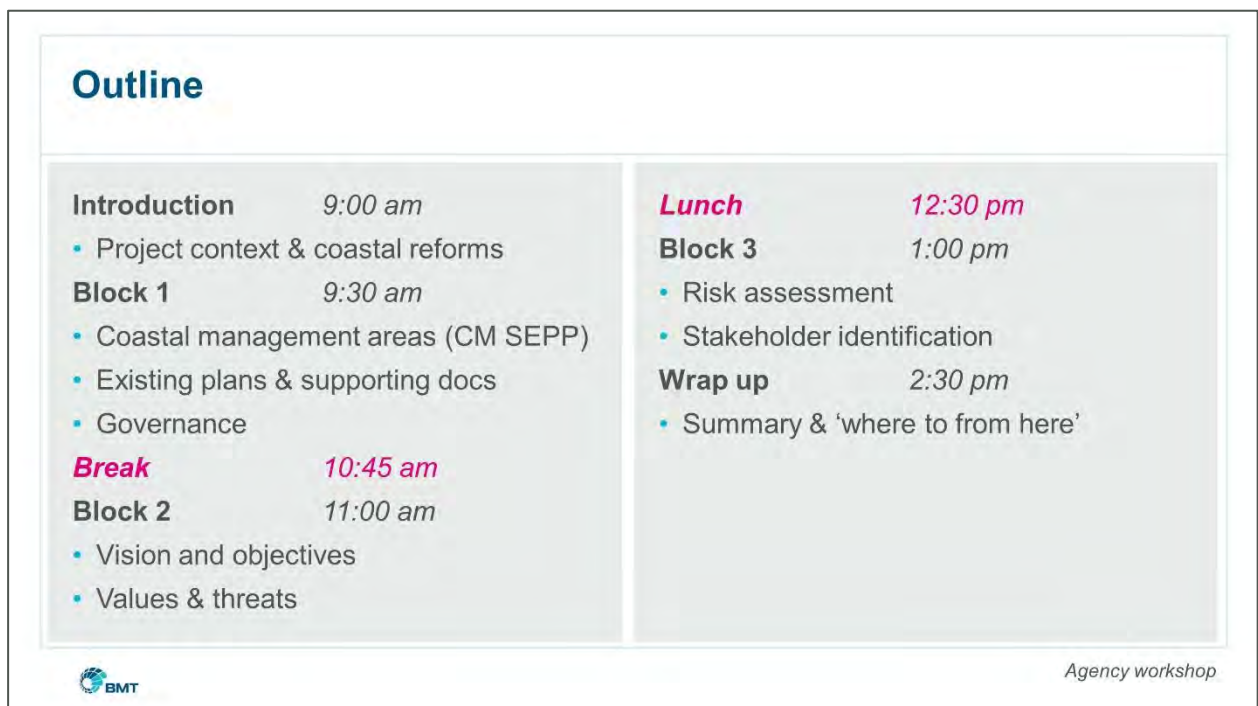 Outline
Introduction 9:00 am
• Project context & coastal reforms
Block 1 9:30 am
• Coastal management areas (CM SEPP)
• Existing plans & supporting docs
• Governance
Break 10:45 am
Block 2 11:00 am
• Vision and objectives
• Values & threats
Lunch 12:30 pm
Block 3 1:00 pm
• Risk assessment
• Stakeholder identification
Wrap up 2:30 pm
• Summary & ‘where to from here’
BMT
Agency workshop